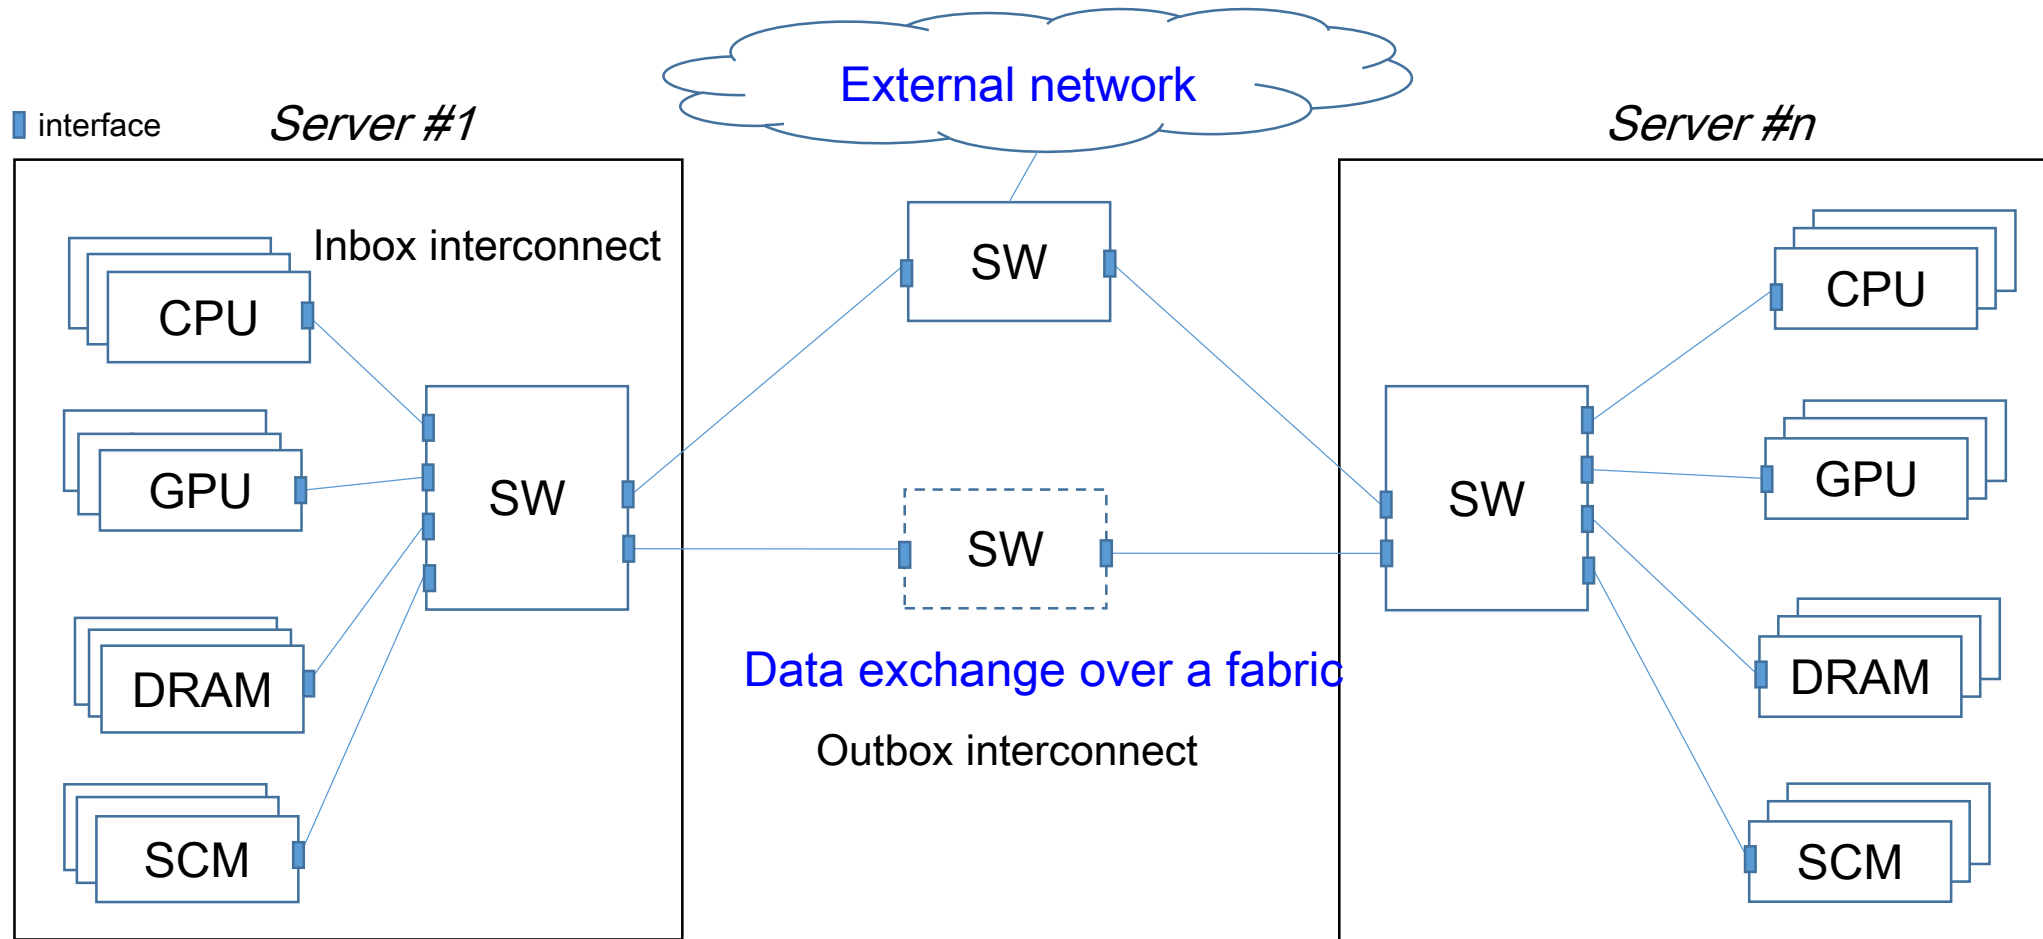 External network
interface
Server #1
Server #n
Inbox interconnect
CPU
GPU
DRAM
SCM
SW
SW
SW
Data exchange over a fabric
Outbox interconnect
SW
CPU
GPU
DRAM
SCM